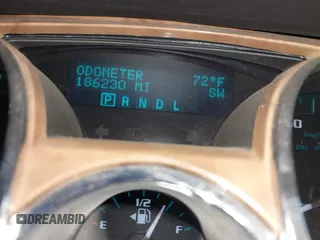 ODOMETER 72°F
186230 MI SW
P R N D L
1/2
E F
DREAMBID